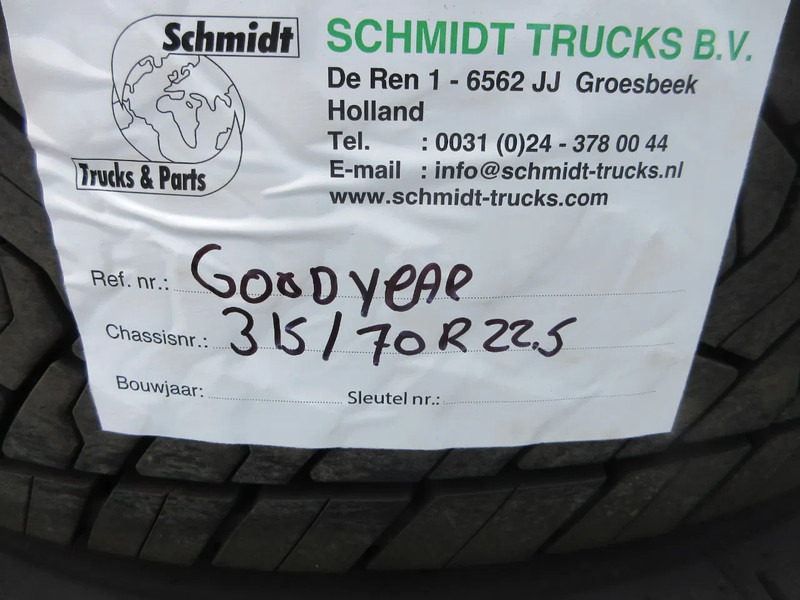 Schmidt
Trucks & Parts
SCHMIDT TRUCKS B.V.
De Ren 1 - 6562 JJ Groesbeek
Holland
Tel. : 0031 (0)24 - 378 00 44
E-mail : info@schmidt-trucks.nl
www.schmidt-trucks.com
Ref. nr.: GOODYEAR
Chassisnr.: 315/70R22.5
Bouwjaar: Sleutel nr.: